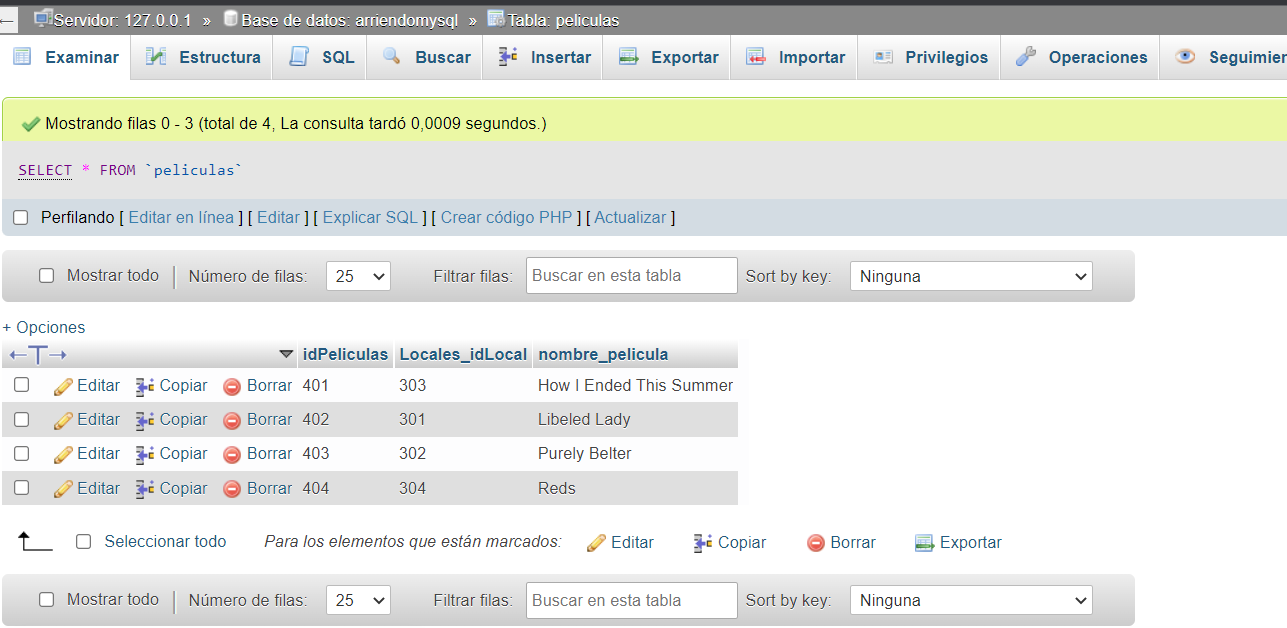 Servidor: 127.0.0.1 » Base de datos: arriendomysql » Tabla: peliculas
Examinar Estructura SQL Buscar Insertar Exportar Importar Privilegios Operaciones Seguimien
Mostrando filas 0 - 3 (total de 4, La consulta tardó 0,0009 segundos.)
SELECT * FROM `peliculas`
Perfilando [ Editar en línea ] [ Editar ] [ Explicar SQL ] [ Crear código PHP ] [ Actualizar ]
Mostrar todo | Número de filas: 25 Filtrar filas: Buscar en esta tabla Sort by key: Ninguna
+ Opciones
←T→ idPeliculas Locales_idLocal nombre_pelicula
Editar Copiar Borrar 401 303 How I Ended This Summer
Editar Copiar Borrar 402 301 Libeled Lady
Editar Copiar Borrar 403 302 Purely Belter
Editar Copiar Borrar 404 304 Reds
Seleccionar todo Para los elementos que están marcados: Editar Copiar Borrar Exportar
Mostrar todo | Número de filas: 25 Filtrar filas: Buscar en esta tabla Sort by key: Ninguna